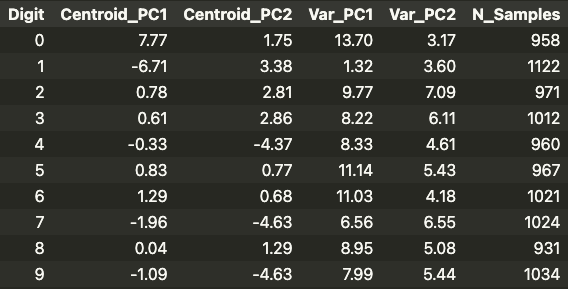 Digit Centroid_PC1 Centroid_PC2 Var_PC1 Var_PC2 N_Samples
0 7.77 1.75 13.70 3.17 958
1 -6.71 3.38 1.32 3.60 1122
2 0.78 2.81 9.77 7.09 971
3 0.61 2.86 8.22 6.11 1012
4 -0.33 -4.37 8.33 4.61 960
5 0.83 0.77 11.14 5.43 967
6 1.29 0.68 11.03 4.18 1021
7 -1.96 -4.63 6.56 6.55 1024
8 0.04 1.29 8.95 5.08 931
9 -1.09 -4.63 7.99 5.44 1034